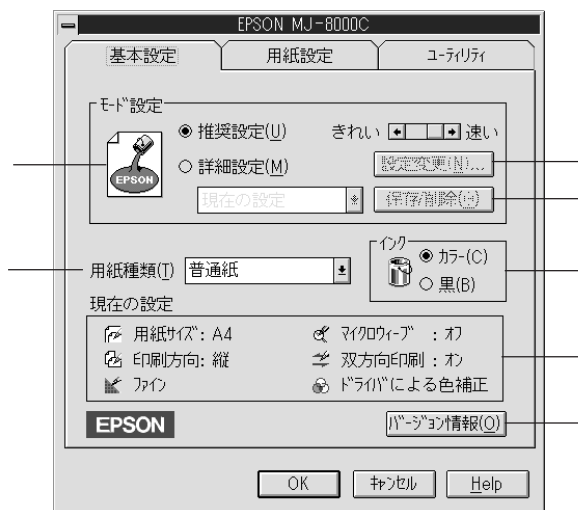 EPSON MJ-8000C
基本設定 用紙設定 ユーティリティ
モード設定
推奨設定(U) きれい 速い
EPSON
詳細設定(M) 設定変更(N)...
現在の設定 保存/削除(G)
インク
用紙種類(T) 普通紙 カラー(C)
黒(B)
現在の設定
用紙サイズ: A4 マイクロウィーブ : オフ
印刷方向: 縦 双方向印刷 : オン
ファイン ドライバによる色補正
EPSON バージョン情報(O)
OK キャンセル Help